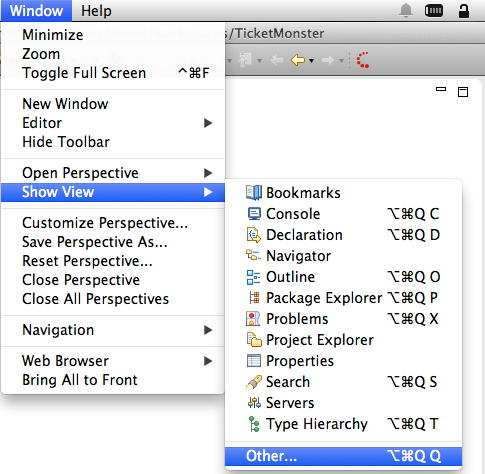 Window Help
/TicketMonster
Minimize
Zoom
Toggle Full Screen ^⌘F
New Window
Editor
Hide Toolbar
Open Perspective
Show View
Customize Perspective...
Save Perspective As...
Reset Perspective...
Close Perspective
Close All Perspectives
Navigation
Web Browser
Bring All to Front
Bookmarks
Console ⌥⌘Q C
Declaration ⌥⌘Q D
Navigator
Outline ⌥⌘Q O
Package Explorer ⌥⌘Q P
Problems ⌥⌘Q X
Project Explorer
Properties
Search ⌥⌘Q S
Servers
Type Hierarchy ⌥⌘Q T
Other... ⌥⌘Q Q